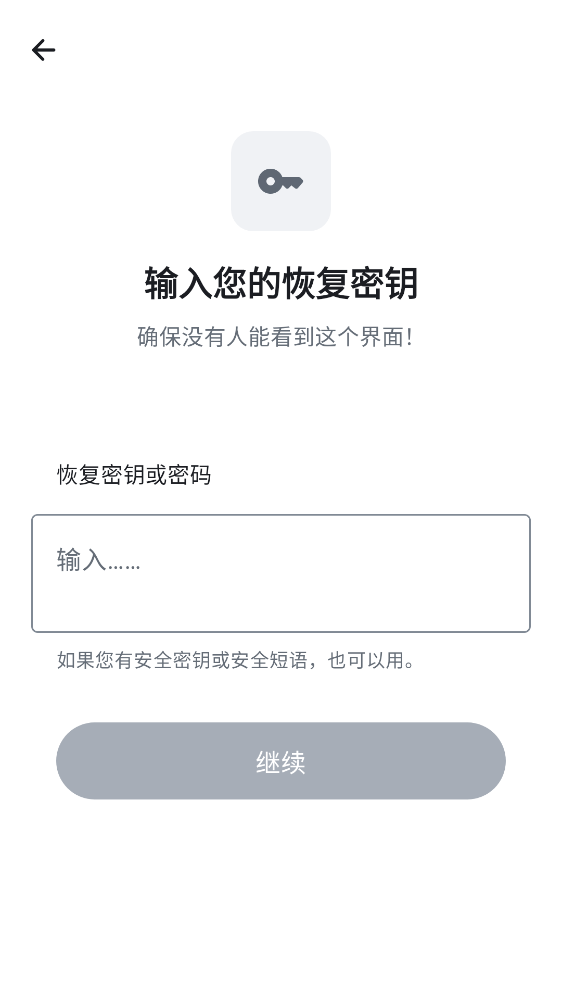 输入您的恢复密钥
确保没有人能看到这个界面！
恢复密钥或密码
输入……
如果您有安全密钥或安全短语，也可以用。
继续